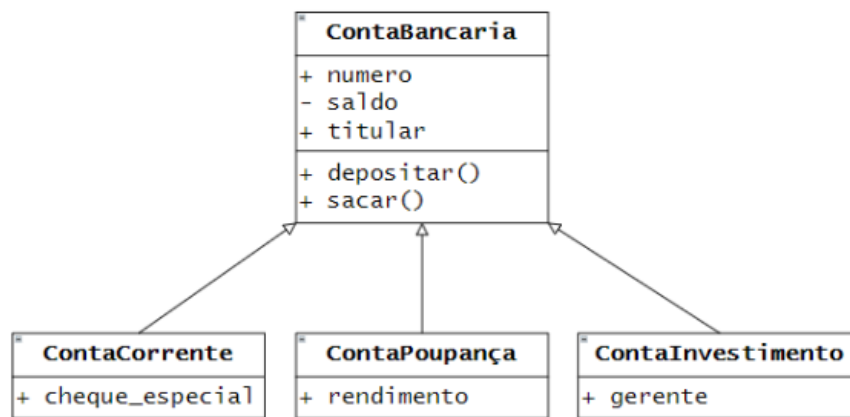 ContaBancaria
+ numero
- saldo
+ titular
+ depositar()
+ sacar()
ContaCorrente
+ cheque_especial
ContaPoupança
+ rendimento
ContaInvestimento
+ gerente